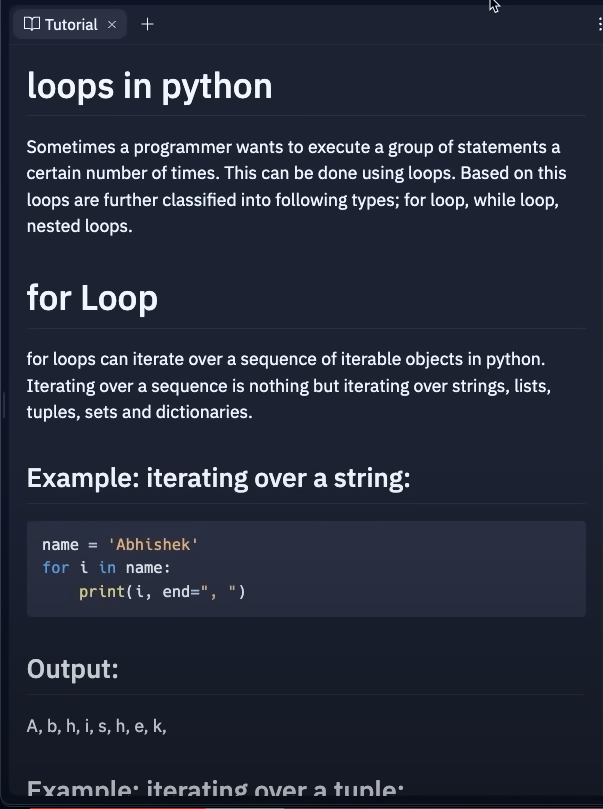 Tutorial
loops in python
Sometimes a programmer wants to execute a group of statements a
certain number of times. This can be done using loops. Based on this
loops are further classified into following types; for loop, while loop,
nested loops.
for Loop
for loops can iterate over a sequence of iterable objects in python.
Iterating over a sequence is nothing but iterating over strings, lists,
tuples, sets and dictionaries.
Example: iterating over a string:
name = 'Abhishek'
for i in name:
    print(i, end=", ")
Output:
A, b, h, i, s, h, e, k,
Example: iterating over a tuple: